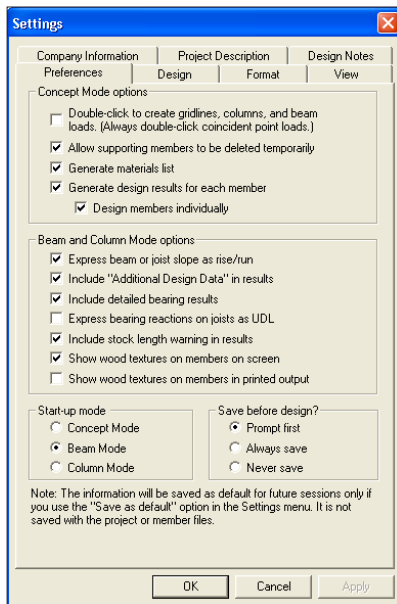 Settings
Company Information Project Description Design Notes
Preferences Design Format View
Concept Mode options
Double-click to create gridlines, columns, and beam
loads. (Always double-click coincident point loads.)
Allow supporting members to be deleted temporarily
Generate materials list
Generate design results for each member
Design members individually
Beam and Column Mode options
Express beam or joist slope as rise/run
Include "Additional Design Data" in results
Include detailed bearing results
Express bearing reactions on joists as UDL
Include stock length warning in results
Show wood textures on members on screen
Show wood textures on members in printed output
Start-up mode
Concept Mode
Beam Mode
Column Mode
Save before design?
Prompt first
Always save
Never save
Note: The information will be saved as default for future sessions only if
you use the "Save as default" option in the Settings menu. It is not
saved with the project or member files.
OK Cancel Apply